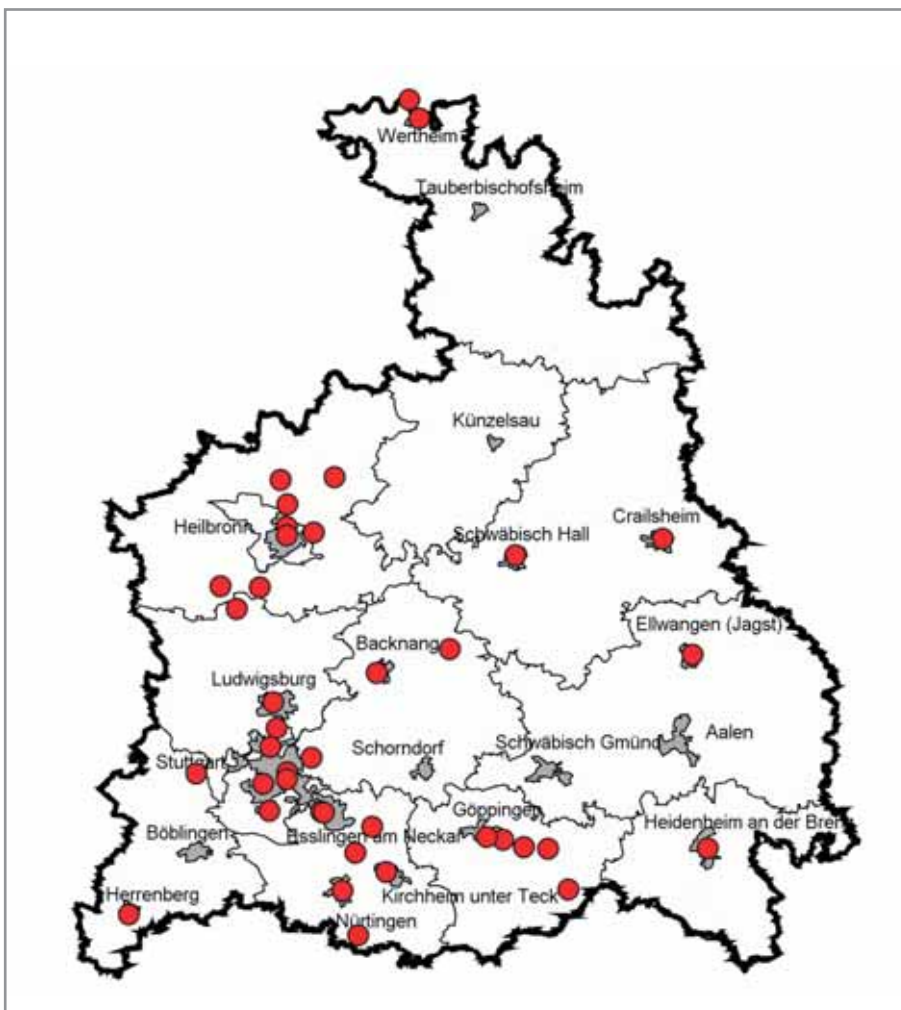 Wertheim
Tauberbischofsheim
Künzelsau
Heilbronn
Schwäbisch Hall
Crailsheim
Ellwangen (Jagst)
Backnang
Ludwigsburg
Schorndorf
Schwäbisch Gmünd
Aalen
Stuttgart
Göppingen
Böblingen
Esslingen am Neckar
Heidenheim an der Bren
Herrenberg
Kirchheim unter Teck
Nürtingen